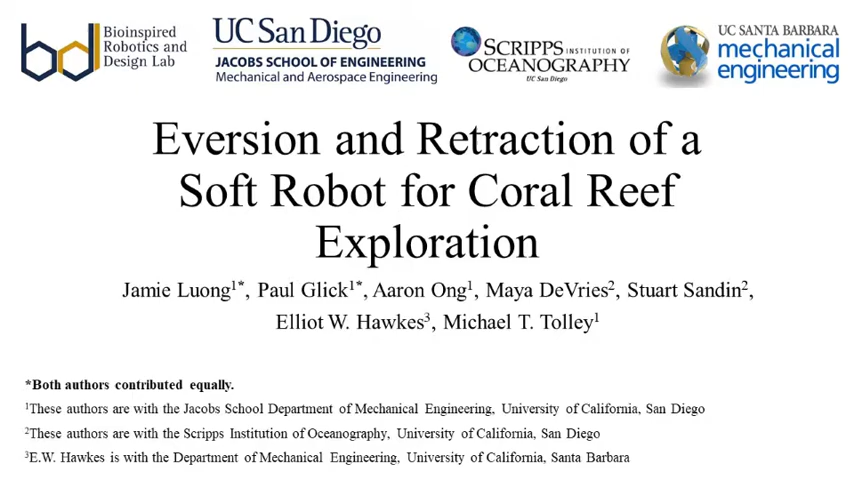 bd Bioinspired
Robotics and
Design Lab
UC San Diego
JACOBS SCHOOL OF ENGINEERING
Mechanical and Aerospace Engineering
SCRIPPS INSTITUTION OF
OCEANOGRAPHY
UC San Diego
UC SANTA BARBARA
mechanical
engineering
Eversion and Retraction of a
Soft Robot for Coral Reef
Exploration
Jamie Luong¹*, Paul Glick¹*, Aaron Ong¹, Maya DeVries², Stuart Sandin²,
Elliot W. Hawkes³, Michael T. Tolley¹
*Both authors contributed equally.
¹These authors are with the Jacobs School Department of Mechanical Engineering, University of California, San Diego
²These authors are with the Scripps Institution of Oceanography, University of California, San Diego
³E.W. Hawkes is with the Department of Mechanical Engineering, University of California, Santa Barbara